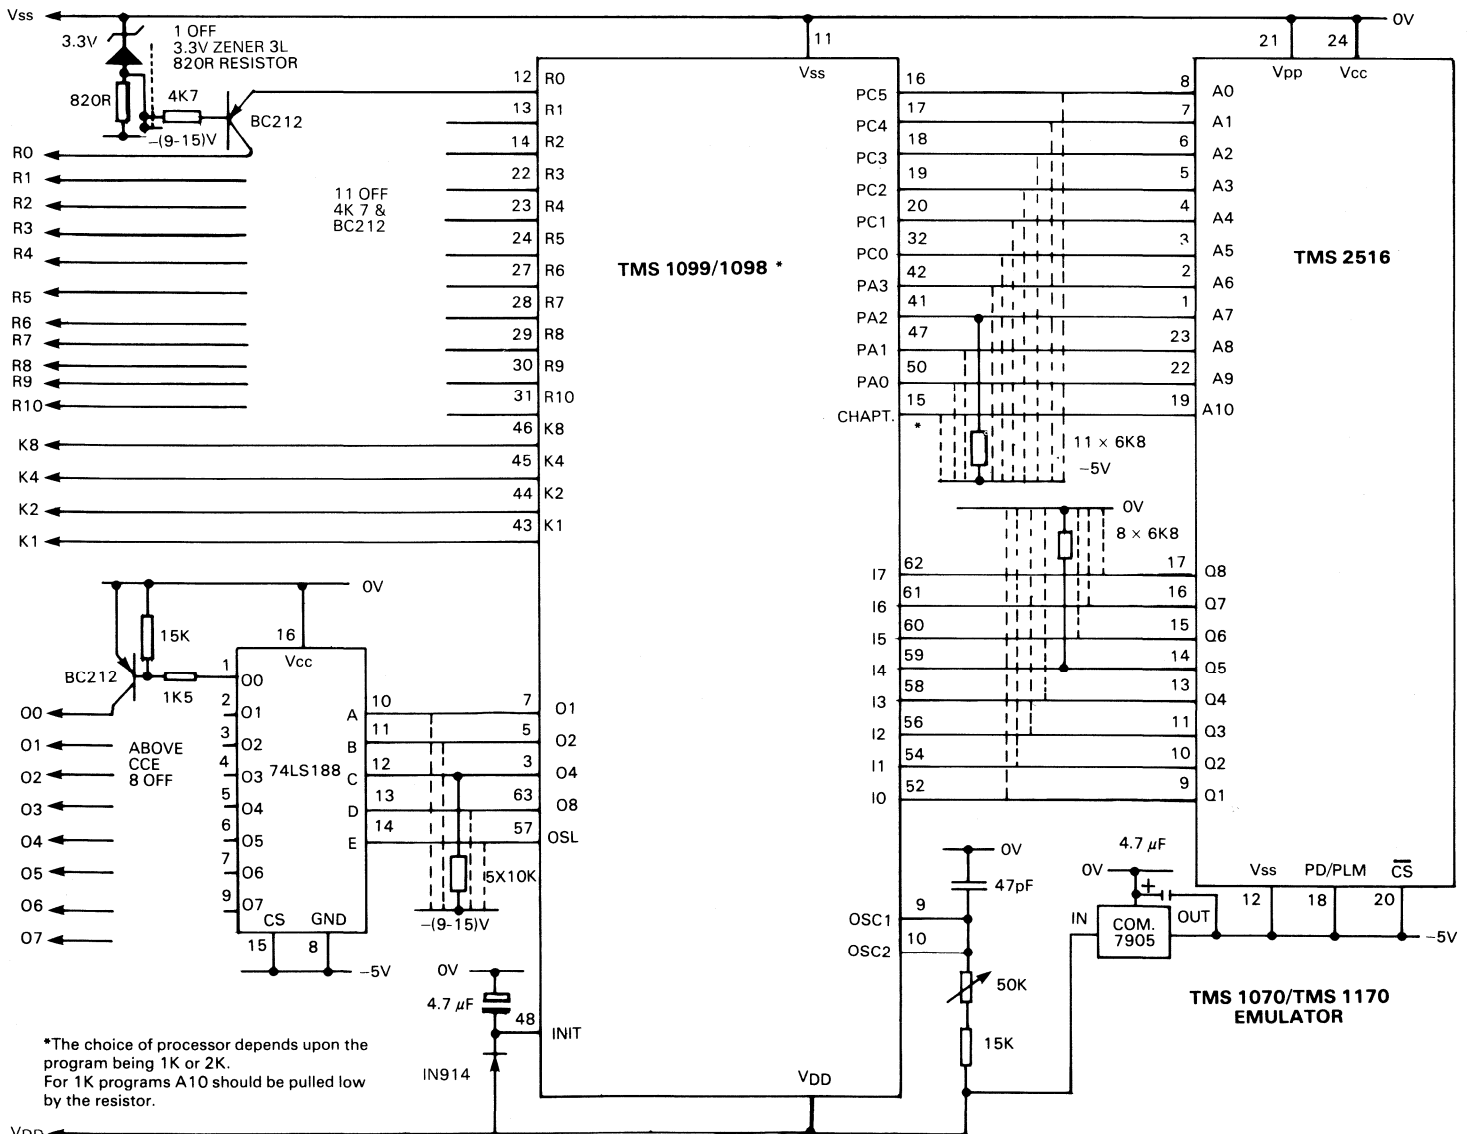 Vss
0V
3.3V
1 OFF
3.3V ZENER 3L
820R RESISTOR
820R
4K7
BC212
–(9-15)V
11 OFF
4K 7 &
BC212
R0
R1
R2
R3
R4
R5
R6
R7
R8
R9
R10
K8
K4
K2
K1
12 R0
13 R1
14 R2
22 R3
23 R4
24 R5
27 R6
28 R7
29 R8
30 R9
31 R10
46 K8
45 K4
44 K2
43 K1
11
Vss
TMS 1099/1098 *
PC5 16
PC4 17
PC3 18
PC2 19
PC1 20
PC0 32
PA3 42
PA2 41
PA1 47
PA0 50
CHAPT. 15
*
11 × 6K8
–5V
21 24
Vpp Vcc
8 A0
7 A1
6 A2
5 A3
4 A4
3 A5
2 A6
1 A7
23 A8
22 A9
19 A10
TMS 2516
0V
8 × 6K8
I7 62
I6 61
I5 60
I4 59
I3 58
I2 56
I1 54
I0 52
17 Q8
16 Q7
15 Q6
14 Q5
13 Q4
11 Q3
10 Q2
9 Q1
0V
15K
BC212
1K5
16
Vcc
1 O0
2 O1
3 O2
4 O3
5 O4
6 O5
7 O6
9 O7
74LS188
A 10
B 11
C 12
D 13
E 14
CS GND
15 8
–5V
O0
O1
O2
O3
O4
O5
O6
O7
ABOVE
CCE
8 OFF
7 O1
5 O2
3 O4
63 O8
57 OSL
5X10K
–(9-15)V
0V
4.7 µF
48 INIT
IN914
VDD
0V
47pF
OSC1 9
OSC2 10
50K
15K
4.7 µF
0V
+
IN
COM.
7905
OUT
Vss PD/PLM CS
12 18 20
–5V
TMS 1070/TMS 1170
EMULATOR
*The choice of processor depends upon the
program being 1K or 2K.
For 1K programs A10 should be pulled low
by the resistor.
VDD